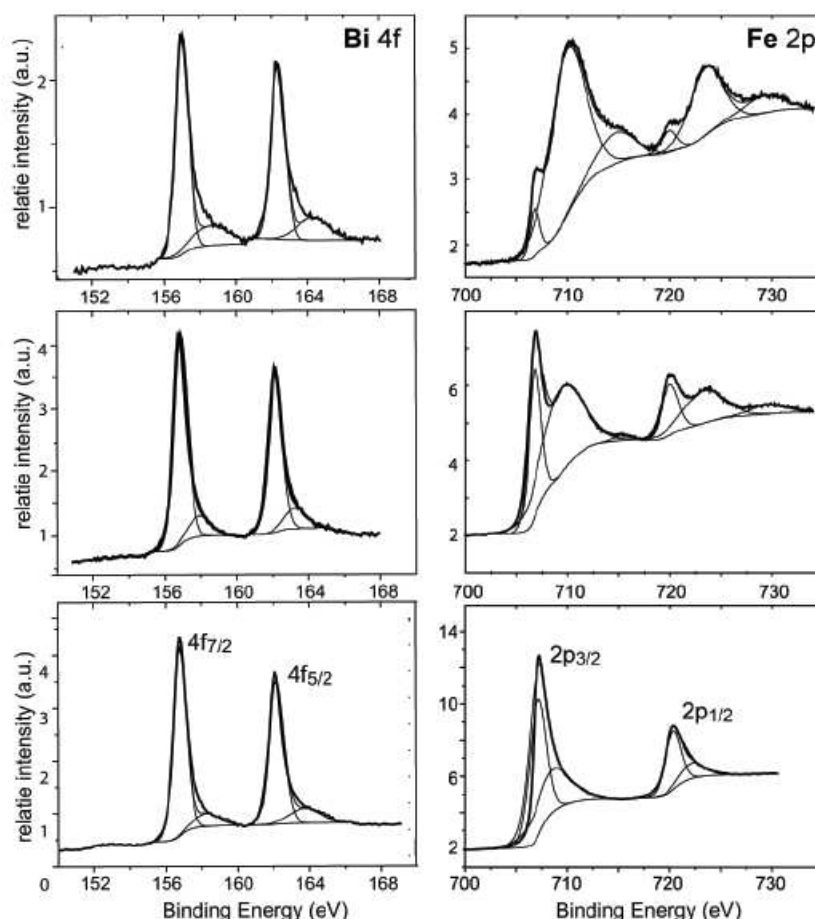 Bi 4f
Fe 2p
relatie intensity (a.u.)
2
1
152 156 160 164 168
5
4
3
2
700 710 720 730
relatie intensity (a.u.)
4
3
2
1
152 156 160 164 168
6
4
2
700 710 720 730
relatie intensity (a.u.)
4f7/2
4f5/2
4
3
2
1
0
152 156 160 164 168
Binding Energy (eV)
2p3/2
2p1/2
14
12
10
8
6
2
700 710 720 730
Binding Energy (eV)